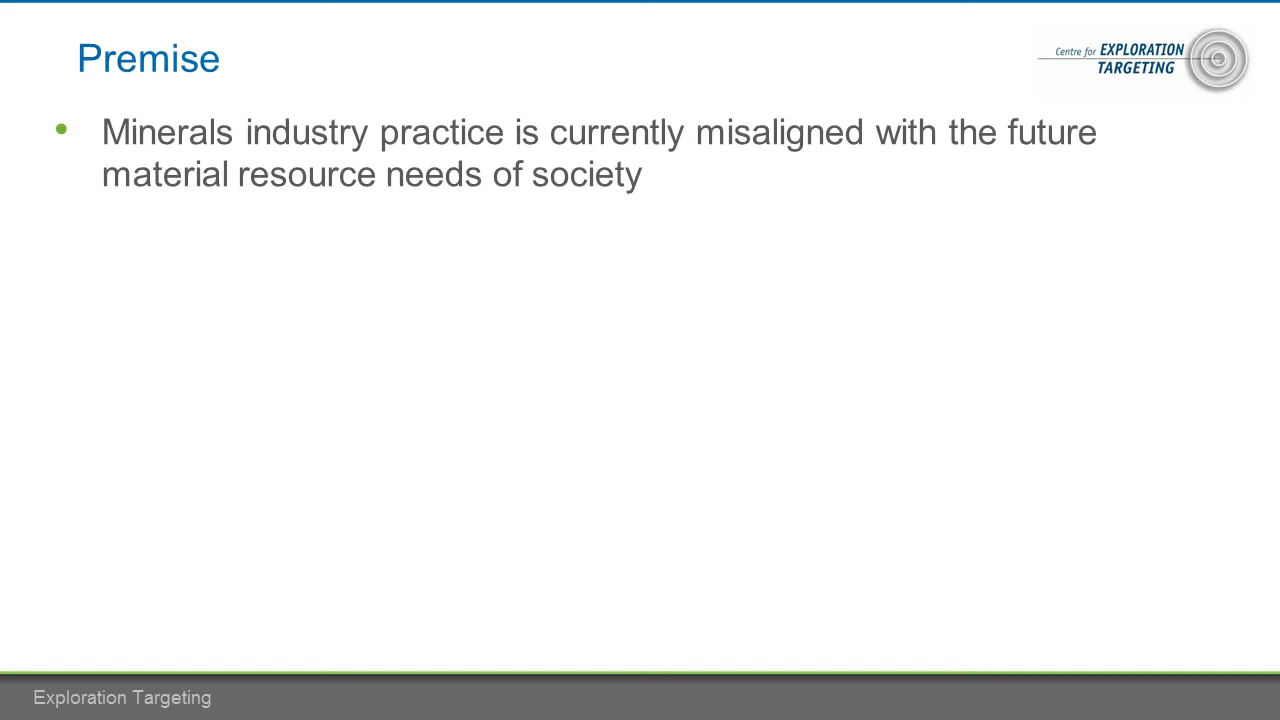 Premise
Centre for EXPLORATION
TARGETING
• Minerals industry practice is currently misaligned with the future
material resource needs of society
Exploration Targeting